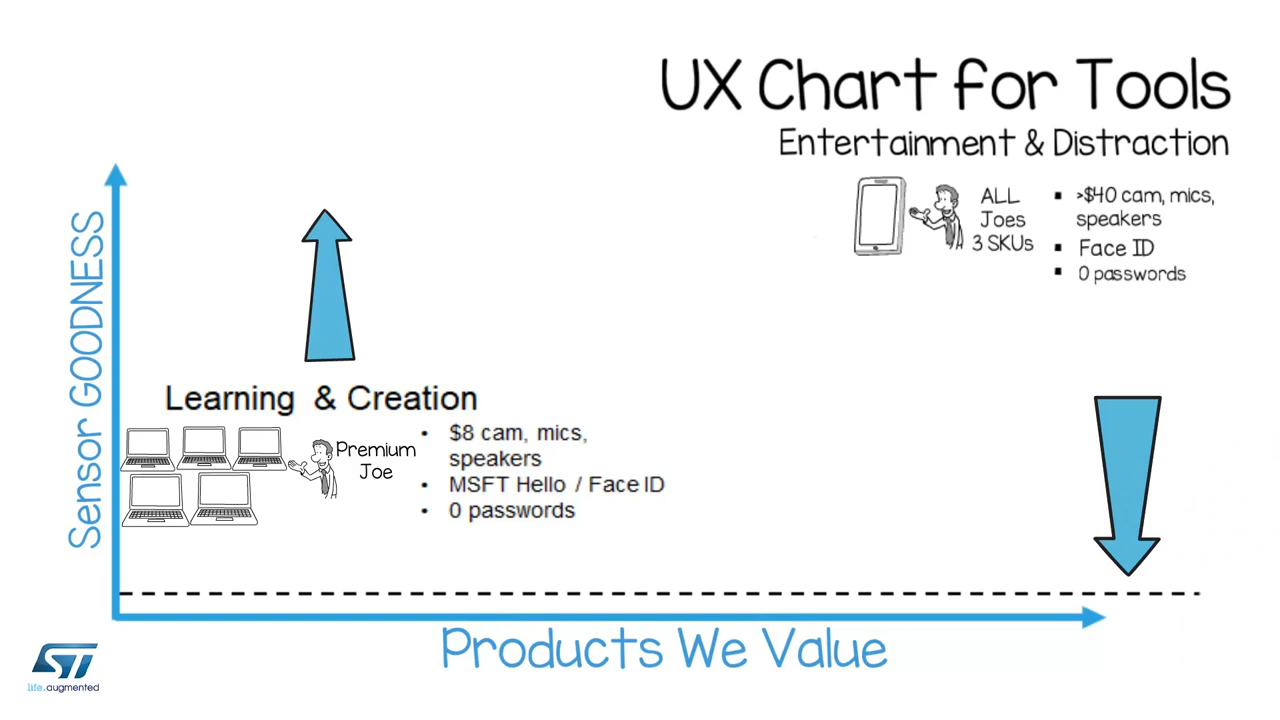 UX Chart for Tools
Entertainment & Distraction
ALL
Joes
3 SKUs
▪ >$40 cam, mics,
speakers
▪ Face ID
▪ 0 passwords
Sensor GOODNESS
Learning & Creation
Premium
Joe
• $8 cam, mics,
speakers
• MSFT Hello / Face ID
• 0 passwords
Products We Value
ST
life.augmented